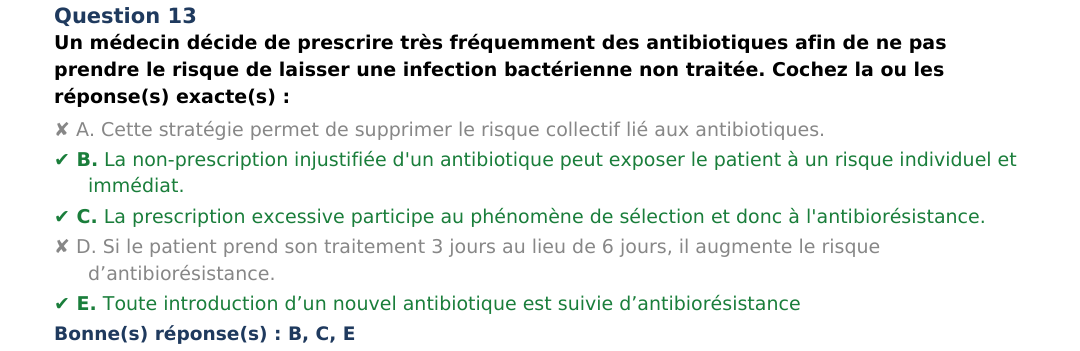 Question 13
Un médecin décide de prescrire très fréquemment des antibiotiques afin de ne pas
prendre le risque de laisser une infection bactérienne non traitée. Cochez la ou les
réponse(s) exacte(s) :
✘ A. Cette stratégie permet de supprimer le risque collectif lié aux antibiotiques.
✔ B. La non-prescription injustifiée d'un antibiotique peut exposer le patient à un risque individuel et
immédiat.
✔ C. La prescription excessive participe au phénomène de sélection et donc à l'antibiorésistance.
✘ D. Si le patient prend son traitement 3 jours au lieu de 6 jours, il augmente le risque
d’antibiorésistance.
✔ E. Toute introduction d’un nouvel antibiotique est suivie d’antibiorésistance
Bonne(s) réponse(s) : B, C, E